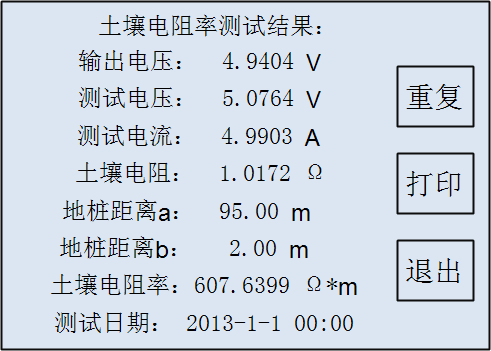 土壤电阻率测试结果：
输出电压： 4.9404 V
测试电压： 5.0764 V
测试电流： 4.9903 A
土壤电阻： 1.0172 Ω
地桩距离a： 95.00 m
地桩距离b： 2.00 m
土壤电阻率：607.6399 Ω*m
测试日期： 2013-1-1 00:00
重复
打印
退出